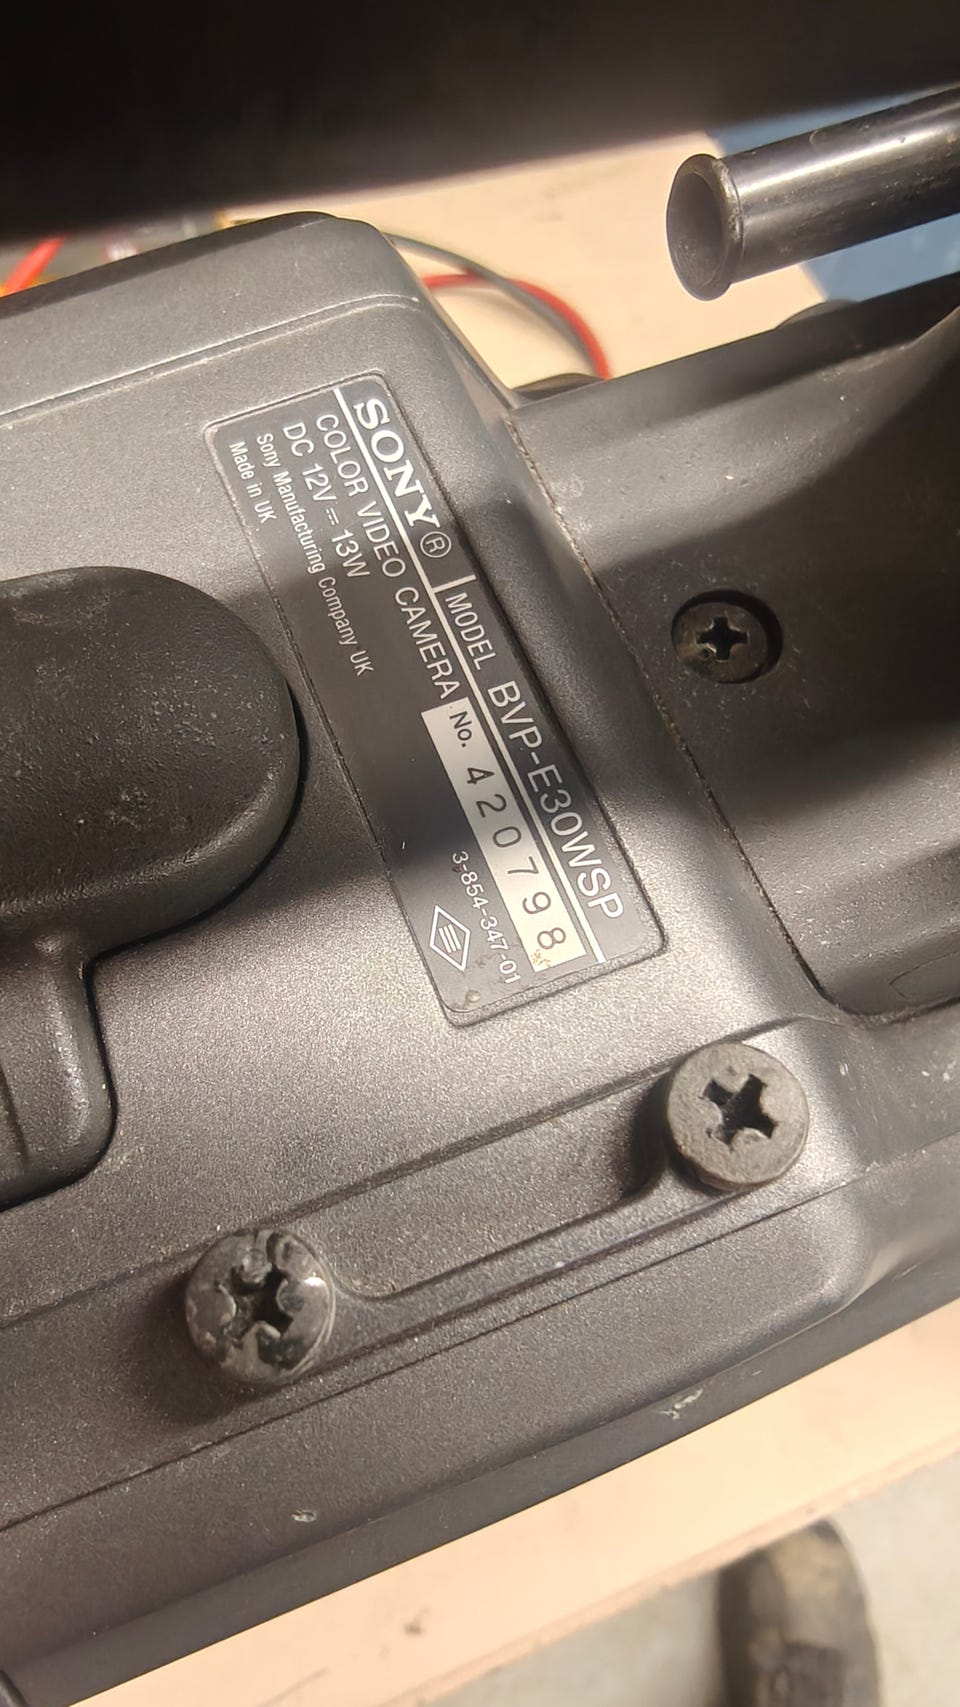 SONY® MODEL BVP-E30WSP
COLOR VIDEO CAMERA No. 420798
DC 12V ⎓ 13W
Sony Manufacturing Company UK 3-854-347-01
Made in UK